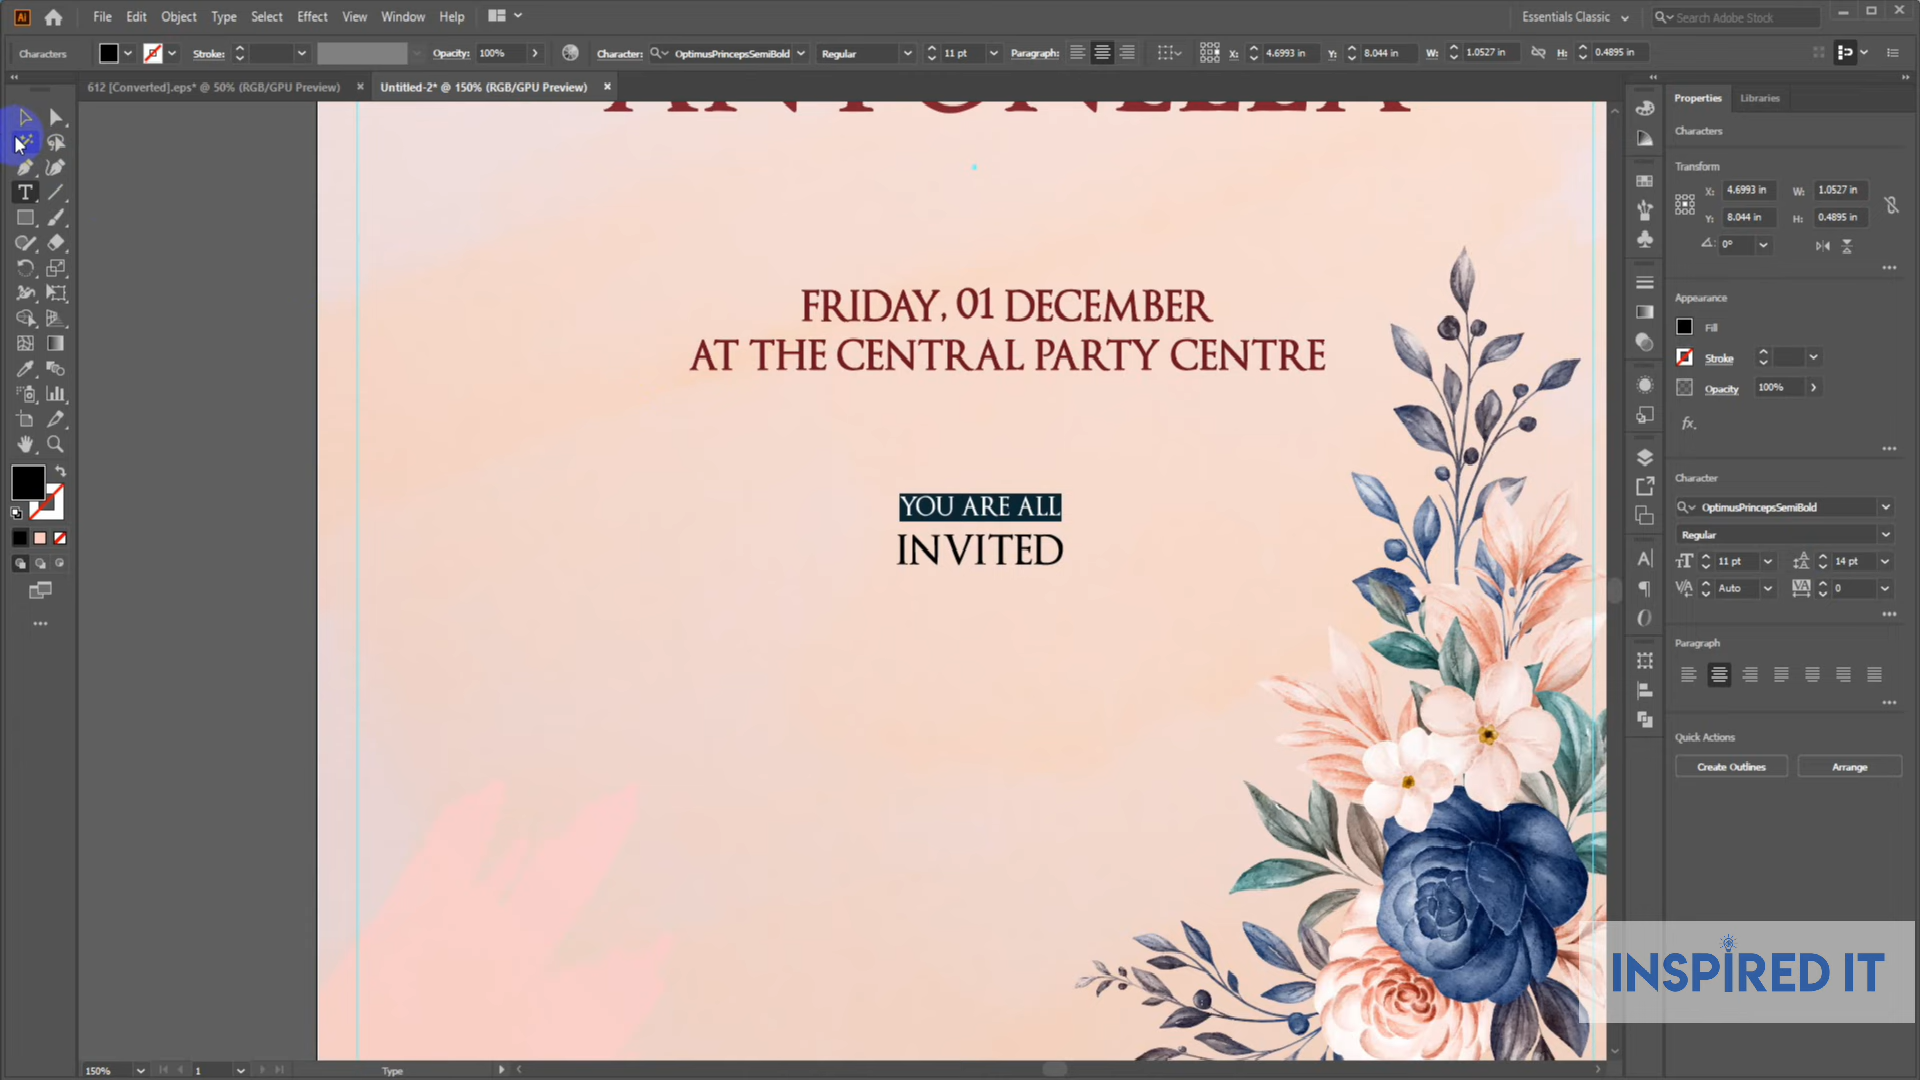 File Edit Object Type Select Effect View Window Help
Essentials Classic
Search Adobe Stock
Characters
Stroke:
Opacity: 100%
Character: OptimusPrincepsSemiBold Regular 11 pt
Paragraph:
X: 4.6993 in Y: 8.044 in W: 1.0527 in H: 0.4895 in
612 [Converted].eps* @ 50% (RGB/GPU Preview)
Untitled-2* @ 150% (RGB/GPU Preview)
FRIDAY, 01 DECEMBER
AT THE CENTRAL PARTY CENTRE
YOU ARE ALL
INVITED
Properties Libraries
Characters
Transform
X: 4.6993 in W: 1.0527 in
Y: 8.044 in H: 0.4895 in
0°
Appearance
Fill
Stroke
Opacity 100%
fx.
Character
OptimusPrincepsSemiBold
Regular
11 pt 14 pt
Auto 0
Paragraph
Quick Actions
Create Outlines Arrange
INSPIRED IT
150% 1 Type